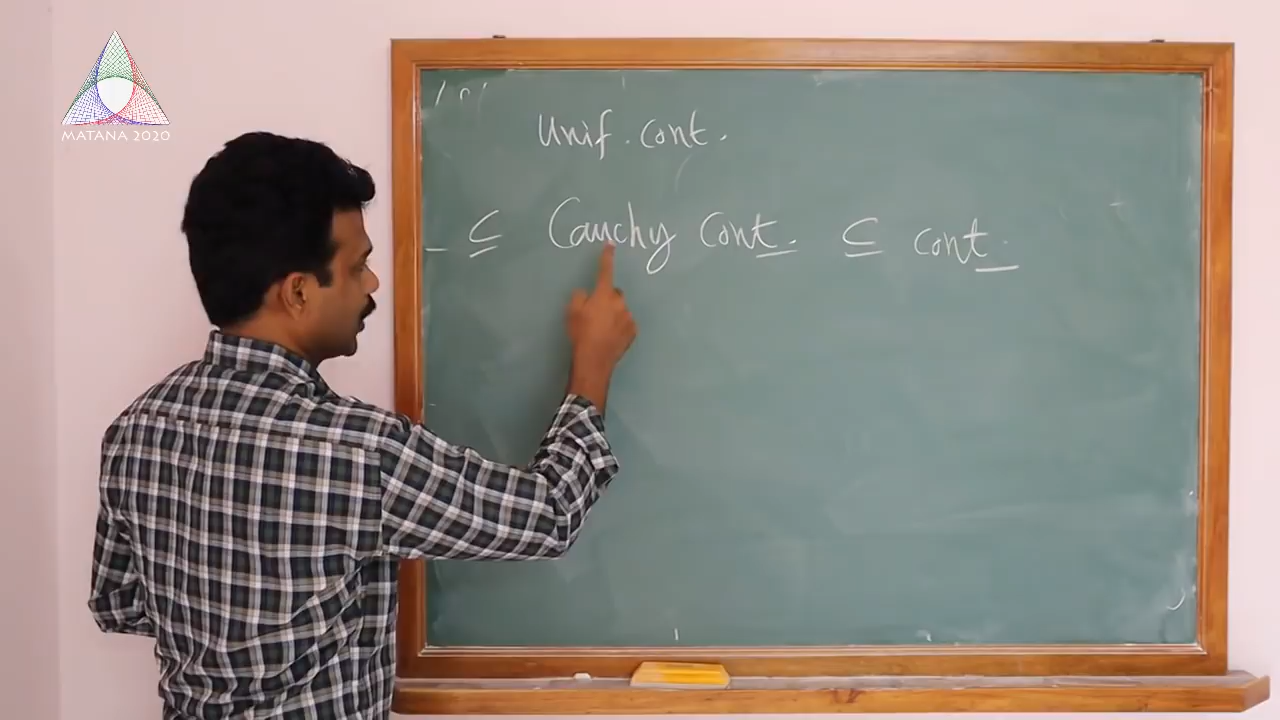 MATANA 2020
Unif. cont.
_ ⊆ Cauchy cont. ⊆ cont.